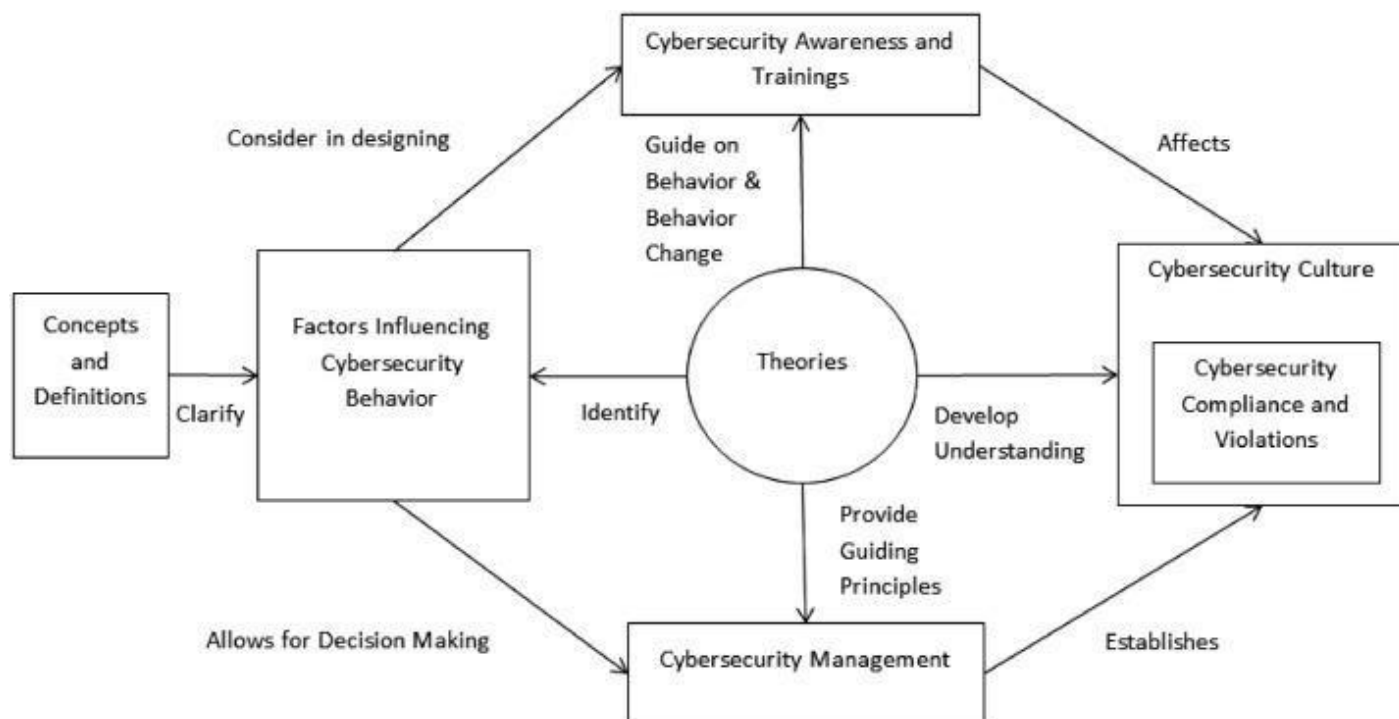 Cybersecurity Awareness and
Trainings
Consider in designing
Guide on
Behavior &
Behavior
Change
Affects
Concepts
and
Definitions
Clarify
Factors Influencing
Cybersecurity
Behavior
Identify
Theories
Develop
Understanding
Cybersecurity Culture
Cybersecurity
Compliance and
Violations
Provide
Guiding
Principles
Allows for Decision Making
Cybersecurity Management
Establishes